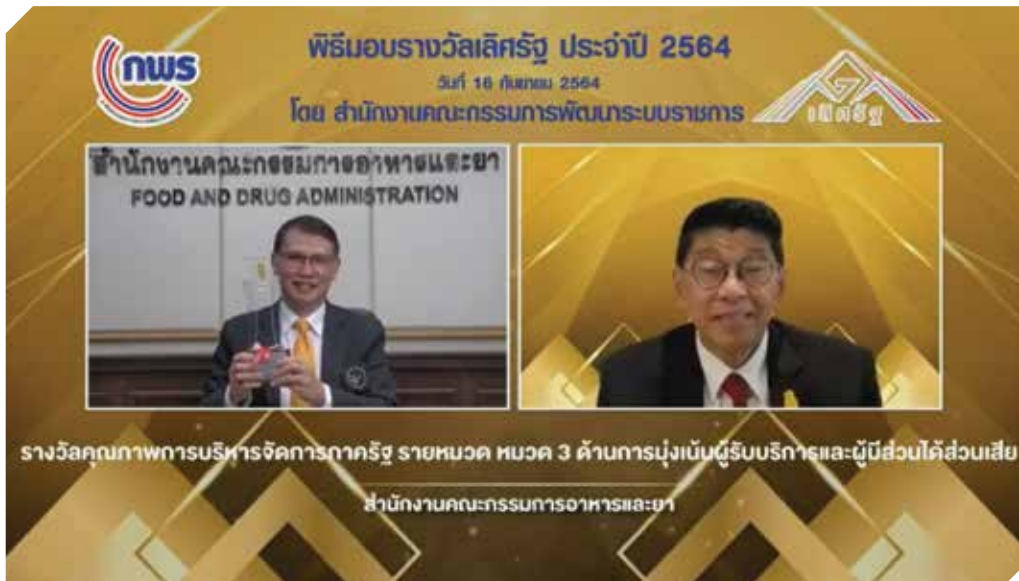 กพร
พิธีมอบรางวัลเลิศรัฐ ประจำปี 2564
วันที่ 16 กันยายน 2564
โดย สำนักงานคณะกรรมการพัฒนาระบบราชการ
เลิศรัฐ
สำนักงานคณะกรรมการอาหารและยา
FOOD AND DRUG ADMINISTRATION
รางวัลคุณภาพการบริหารจัดการภาครัฐ รายหมวด หมวด 3 ด้านการมุ่งเน้นผู้รับบริการและผู้มีส่วนได้ส่วนเสีย
สำนักงานคณะกรรมการอาหารและยา